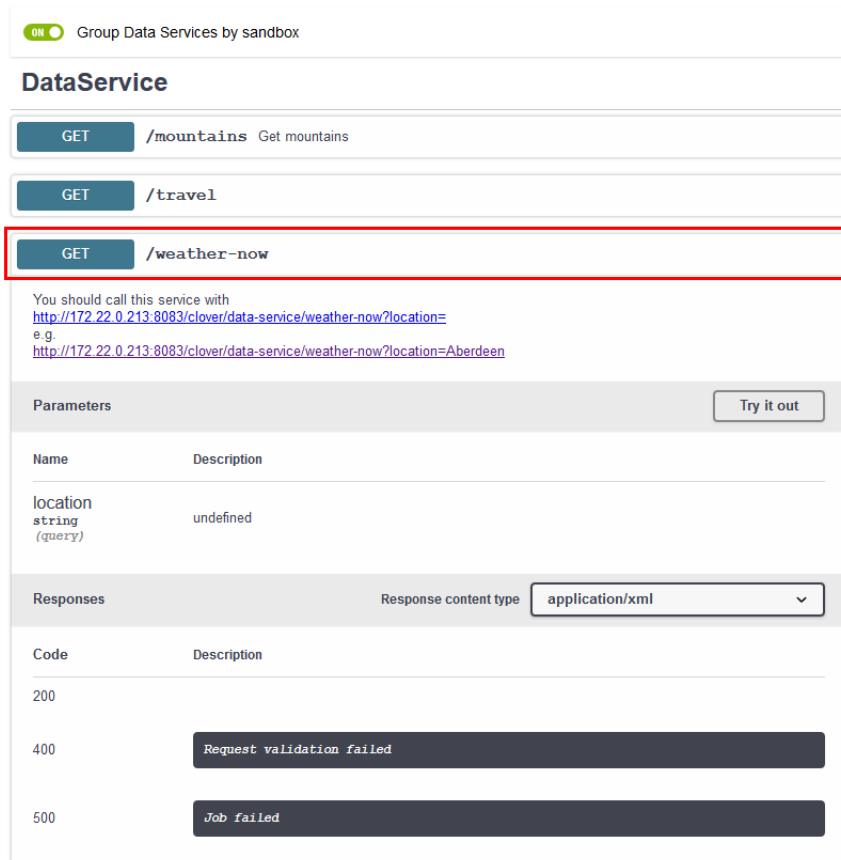 ON Group Data Services by sandbox
DataService
GET /mountains Get mountains
GET /travel
GET /weather-now
You should call this service with
http://172.22.0.213:8083/clover/data-service/weather-now?location=
e.g.
http://172.22.0.213:8083/clover/data-service/weather-now?location=Aberdeen
Parameters Try it out
Name Description
location
string undefined
(query)
Responses Response content type application/xml
Code Description
200
400 Request validation failed
500 Job failed